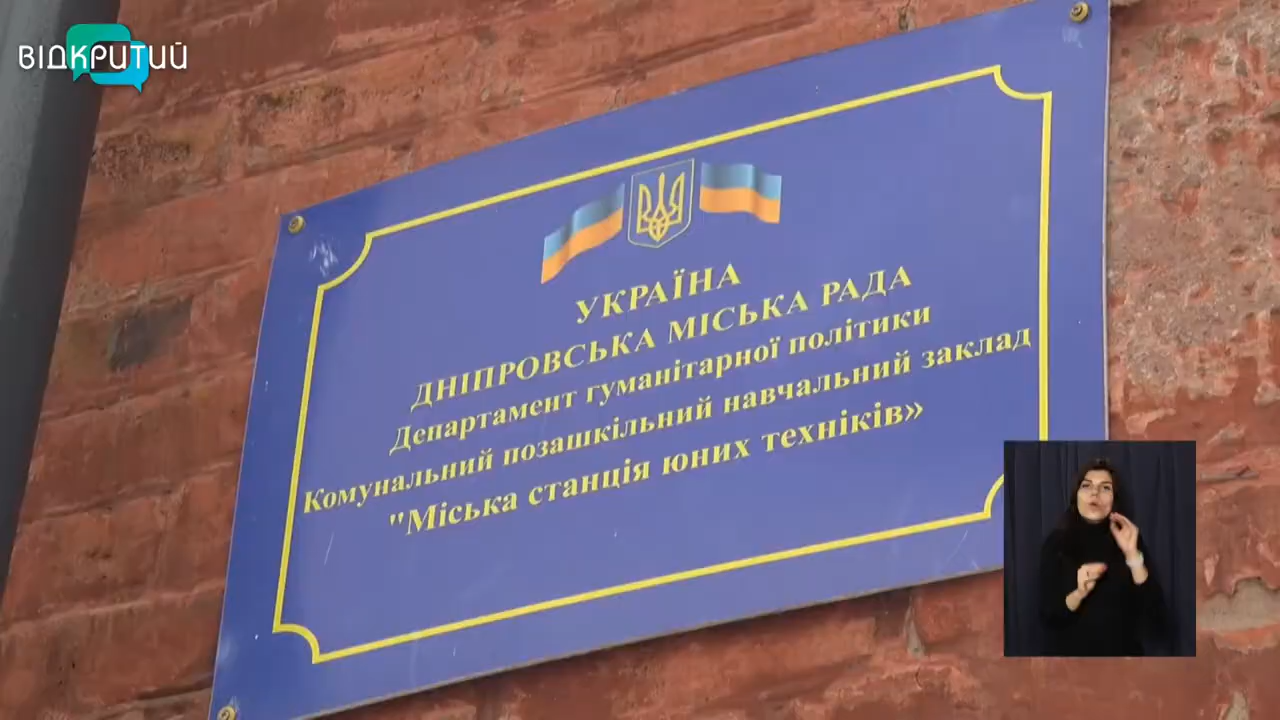 ВІДКРИТИЙ
УКРАЇНА
ДНІПРОВСЬКА МІСЬКА РАДА
Департамент гуманітарної політики
Комунальний позашкільний навчальний заклад
"Міська станція юних техніків»